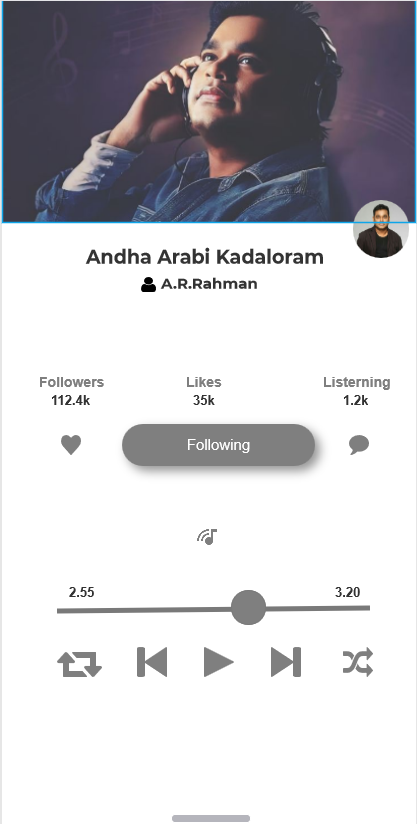 Andha Arabi Kadaloram
A.R.Rahman
Followers Likes Listerning
112.4k 35k 1.2k
Following
2.55 3.20